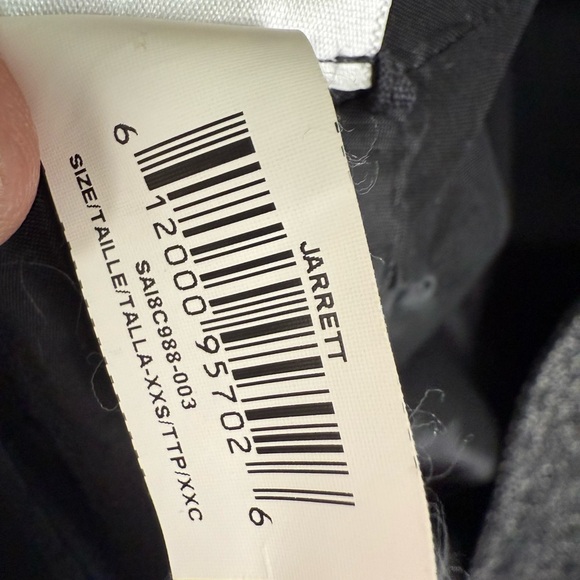 JARRETT
6 12000 95702 6
SAI8C988-003
SIZE/TAILLE/TALLA-XXS/TTP/XXC